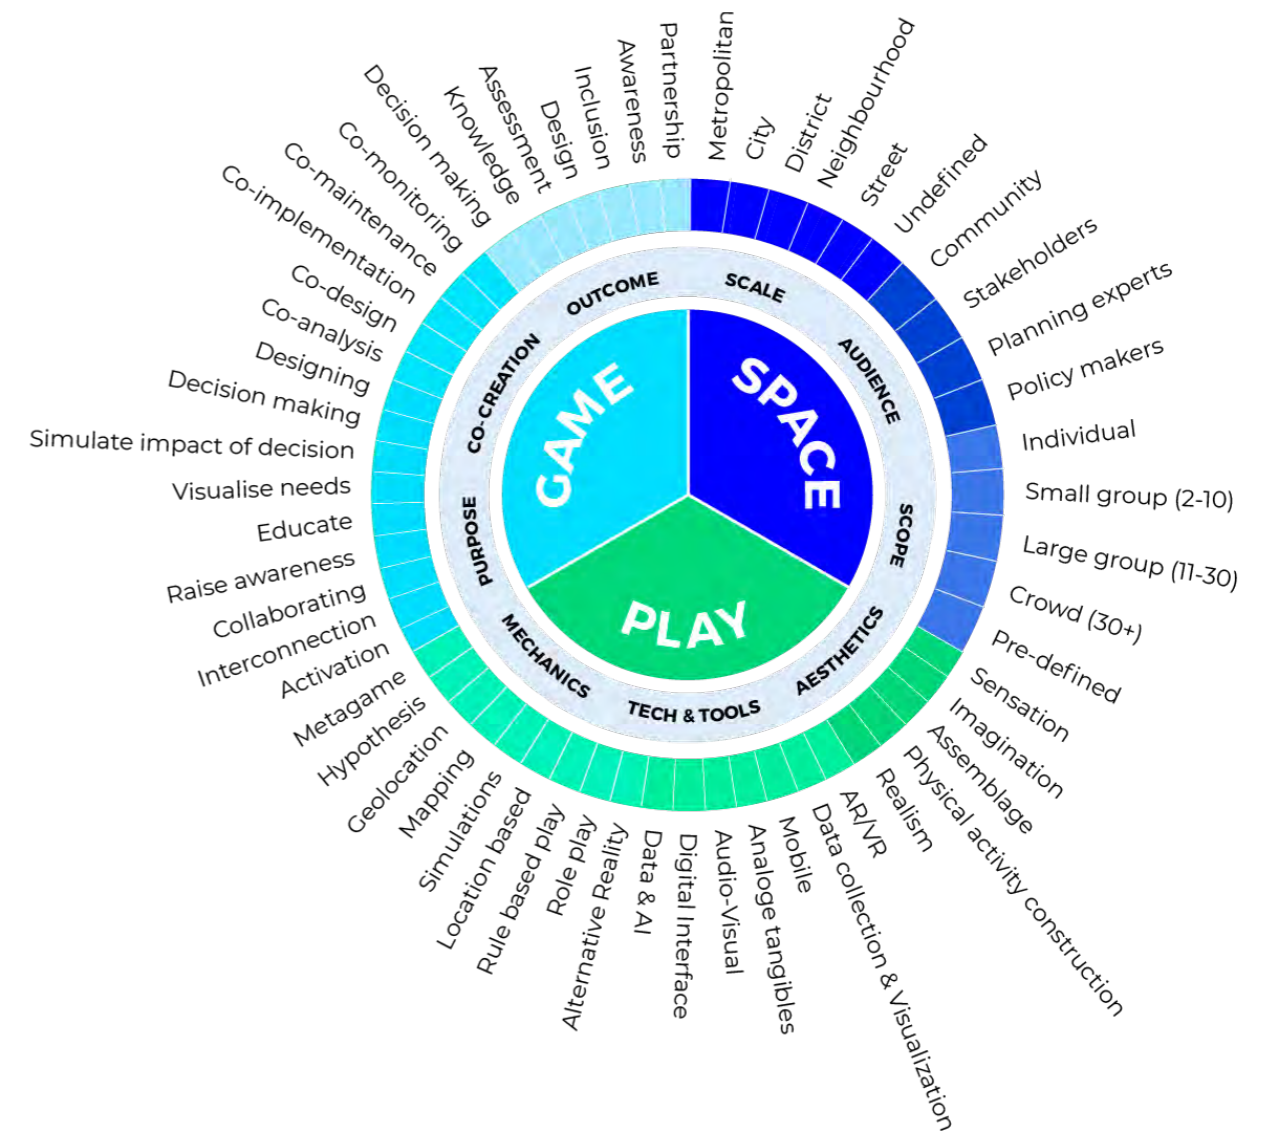 GAME
SPACE
PLAY
OUTCOME
SCALE
AUDIENCE
SCOPE
AESTHETICS
TECH & TOOLS
MECHANICS
PURPOSE
CO-CREATION
Metropolitan
City
District
Neighbourhood
Street
Undefined
Community
Stakeholders
Planning experts
Policy makers
Individual
Small group (2-10)
Large group (11-30)
Crowd (30+)
Pre-defined
Sensation
Imagination
Assemblage
Physical activity construction
Realism
AR/VR
Data collection & Visualization
Mobile
Analoge tangibles
Audio-Visual
Digital Interface
Data & AI
Alternative Reality
Role play
Rule based play
Location based
Simulations
Mapping
Geolocation
Hypothesis
Metagame
Activation
Interconnection
Collaborating
Raise awareness
Educate
Visualise needs
Simulate impact of decision
Decision making
Designing
Co-analysis
Co-design
Co-implementation
Co-maintenance
Co-monitoring
Decision making
Knowledge
Assessment
Design
Inclusion
Awareness
Partnership